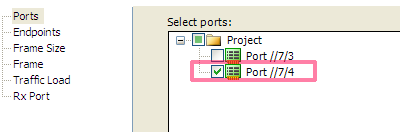 Ports
Endpoints
Frame Size
Frame
Traffic Load
Rx Port
Select ports:
Project
Port //7/3
Port //7/4